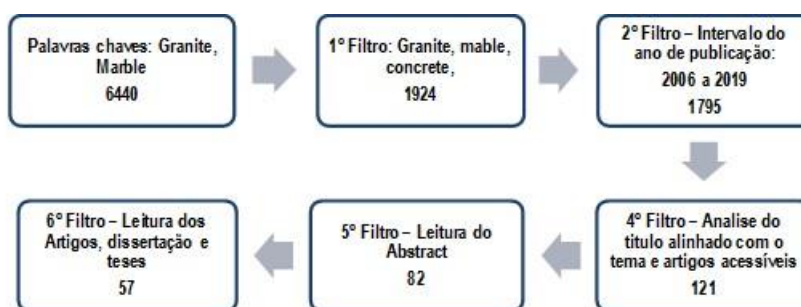 Palavras chaves: Granite,
Marble
6440
1° Filtro: Granite, mable,
concrete,
1924
2° Filtro – Intervalo do
ano de publicação:
2006 a 2019
1795
4° Filtro – Analise do
titulo alinhado com o
tema e artigos acessíveis
121
5° Filtro – Leitura do
Abstract
82
6° Filtro – Leitura dos
Artigos, dissertação e
teses
57